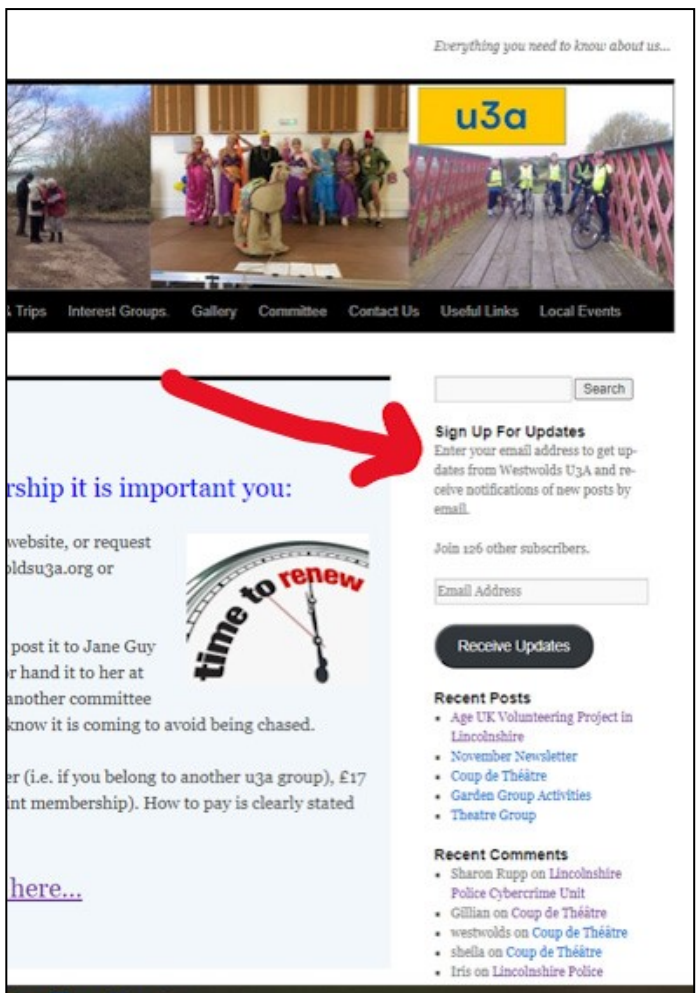 Everything you need to know about us...
u3a
& Trips Interest Groups. Gallery Committee Contact Us Useful Links Local Events
rship it is important you:
website, or request
oldsu3a.org or
time to renew
post it to Jane Guy
or hand it to her at
another committee
know it is coming to avoid being chased.
er (i.e. if you belong to another u3a group), £17
int membership). How to pay is clearly stated
here...
Search
Sign Up For Updates
Enter your email address to get up-
dates from Westwolds U3A and re-
ceive notifications of new posts by
email.
Join 126 other subscribers.
Email Address
Receive Updates
Recent Posts
Age UK Volunteering Project in
Lincolnshire
November Newsletter
Coup de Théâtre
Garden Group Activities
Theatre Group
Recent Comments
Sharon Rupp on Lincolnshire
Police Cybercrime Unit
Gillian on Coup de Théâtre
westwolds on Coup de Théâtre
sheila on Coup de Théâtre
Iris on Lincolnshire Police